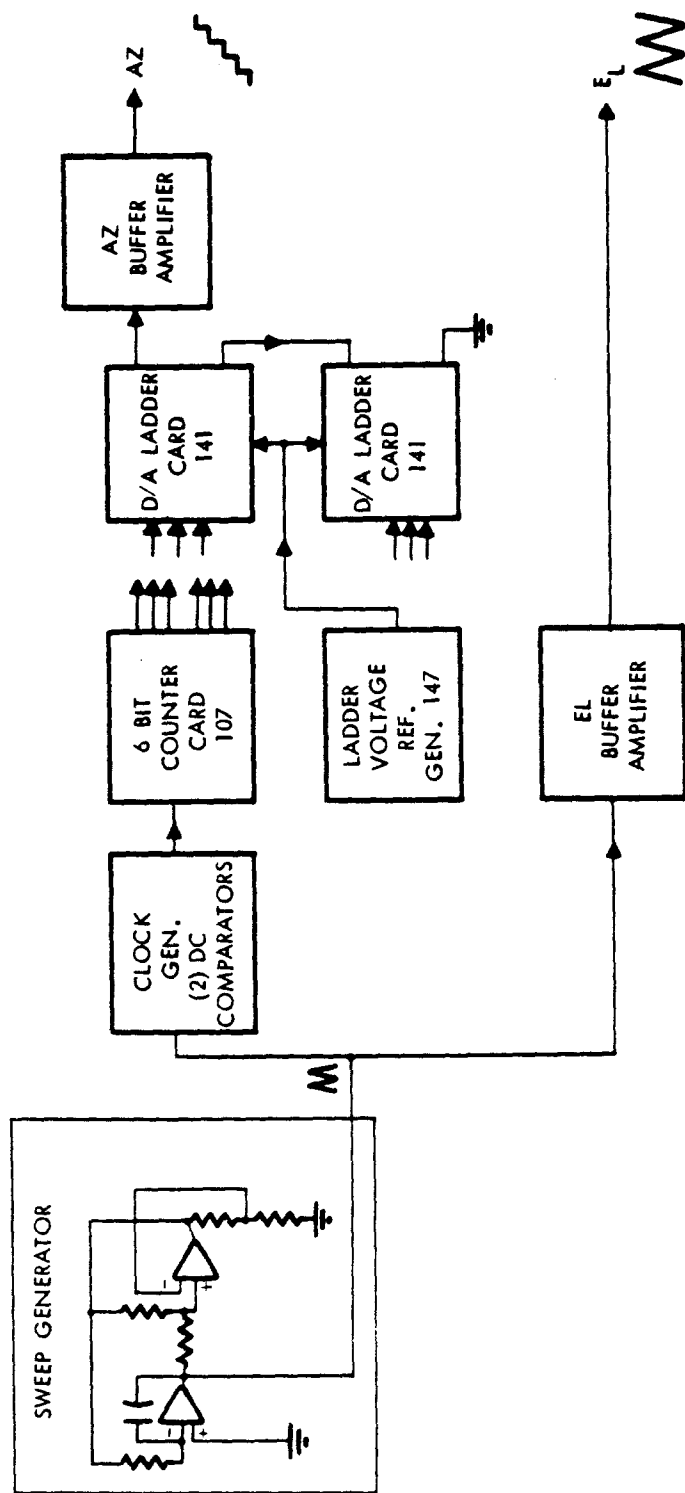 SWEEP GENERATOR
-
+
-
+
CLOCK
GEN.
(2) DC
COMPARATORS
6 BIT
COUNTER
CARD
107
D/A LADDER
CARD
141
AZ
BUFFER
AMPLIFIER
AZ
LADDER
VOLTAGE
REF.
GEN. 147
D/A LADDER
CARD
141
EL
BUFFER
AMPLIFIER
EL